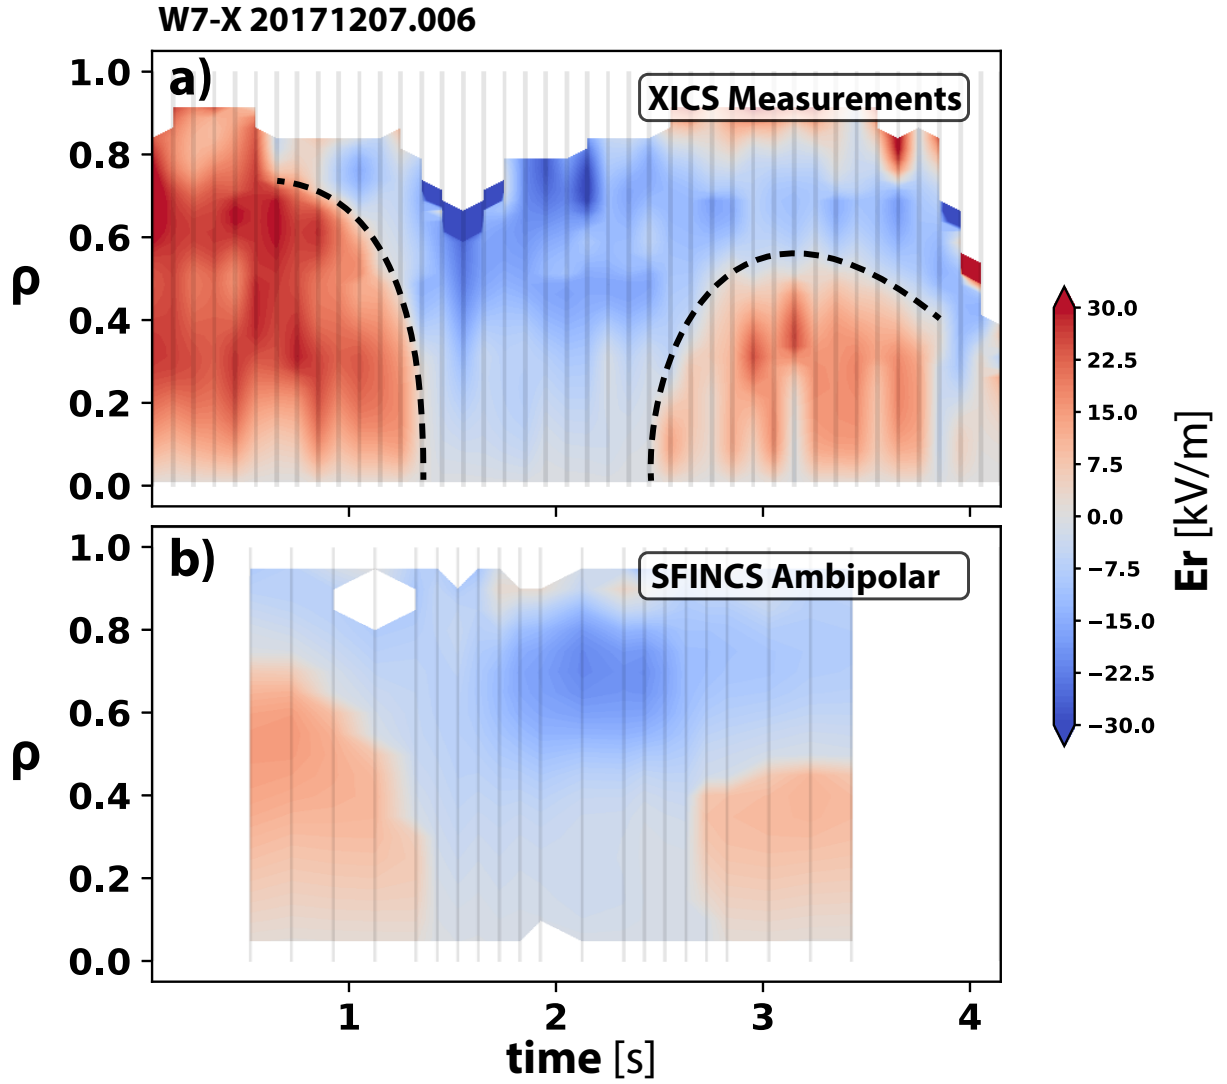 W7-X 20171207.006
a)
XICS Measurements
1.0
0.8
0.6
0.4
0.2
0.0
ρ
b)
SFINCS Ambipolar
1.0
0.8
0.6
0.4
0.2
0.0
ρ
1
2
3
4
time [s]
30.0
22.5
15.0
7.5
0.0
−7.5
−15.0
−22.5
−30.0
Er [kV/m]